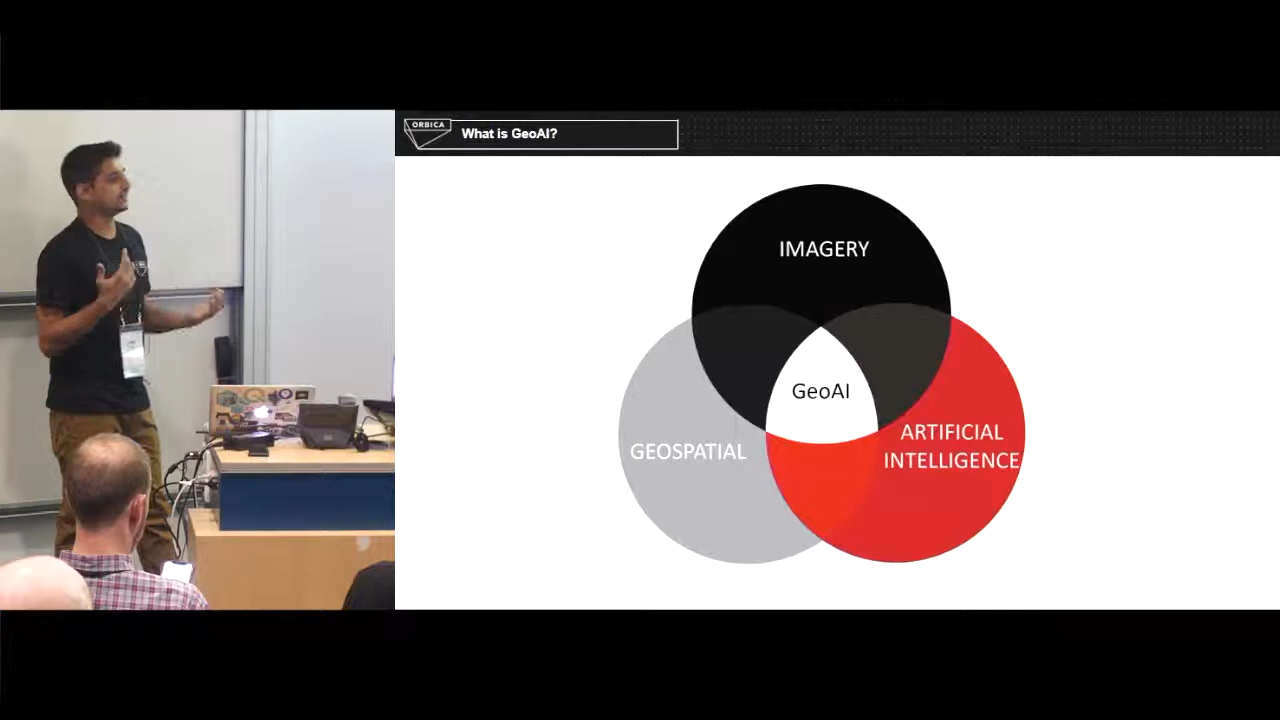 ORBICA
What is GeoAI?
IMAGERY
GeoAI
GEOSPATIAL
ARTIFICIAL
INTELLIGENCE